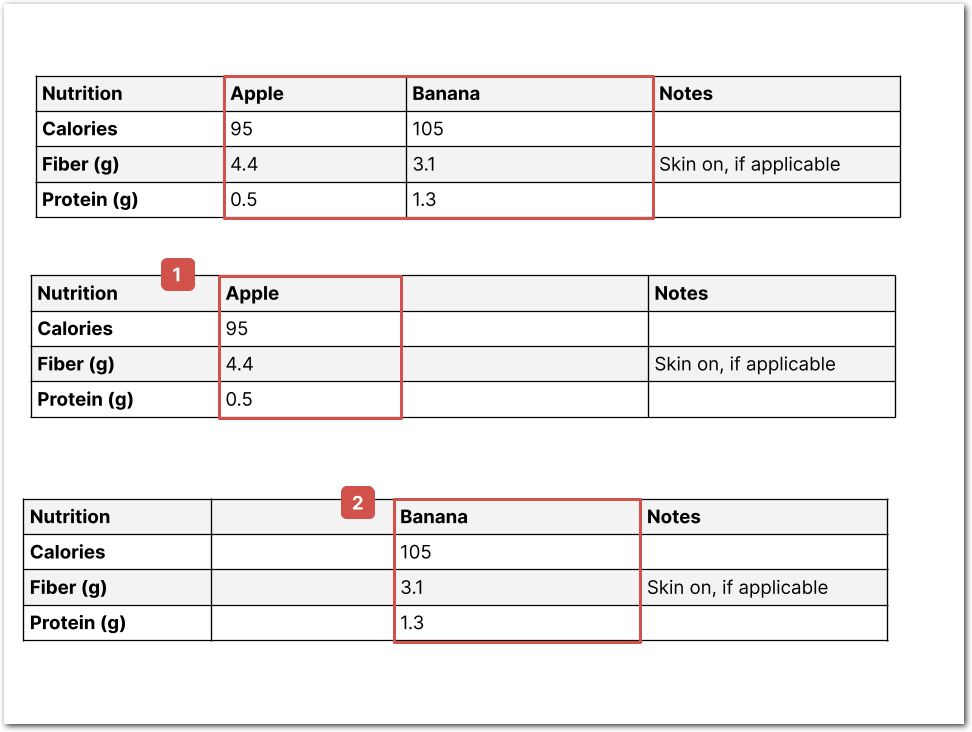 Nutrition Apple Banana Notes
Calories 95 105
Fiber (g) 4.4 3.1 Skin on, if applicable
Protein (g) 0.5 1.3
1
Nutrition Apple Notes
Calories 95
Fiber (g) 4.4 Skin on, if applicable
Protein (g) 0.5
2
Nutrition Banana Notes
Calories 105
Fiber (g) 3.1 Skin on, if applicable
Protein (g) 1.3